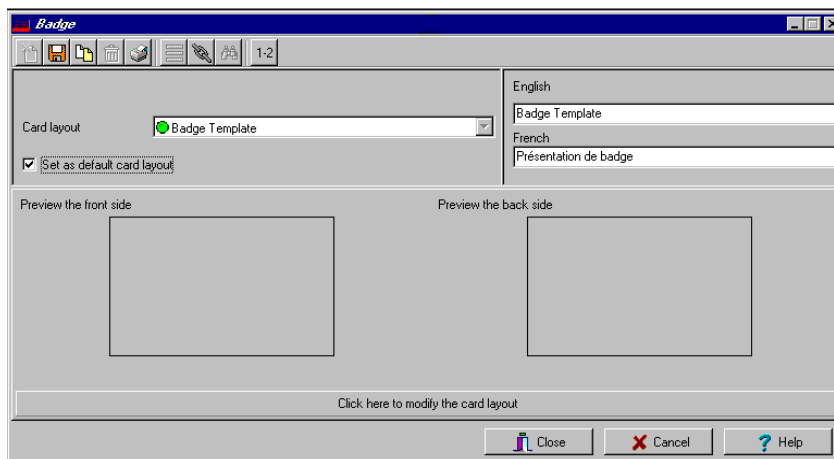 Badge
1-2
English
Badge Template
Card layout
Badge Template
French
Présentation de badge
Set as default card layout
Preview the front side
Preview the back side
Click here to modify the card layout
Close
Cancel
Help